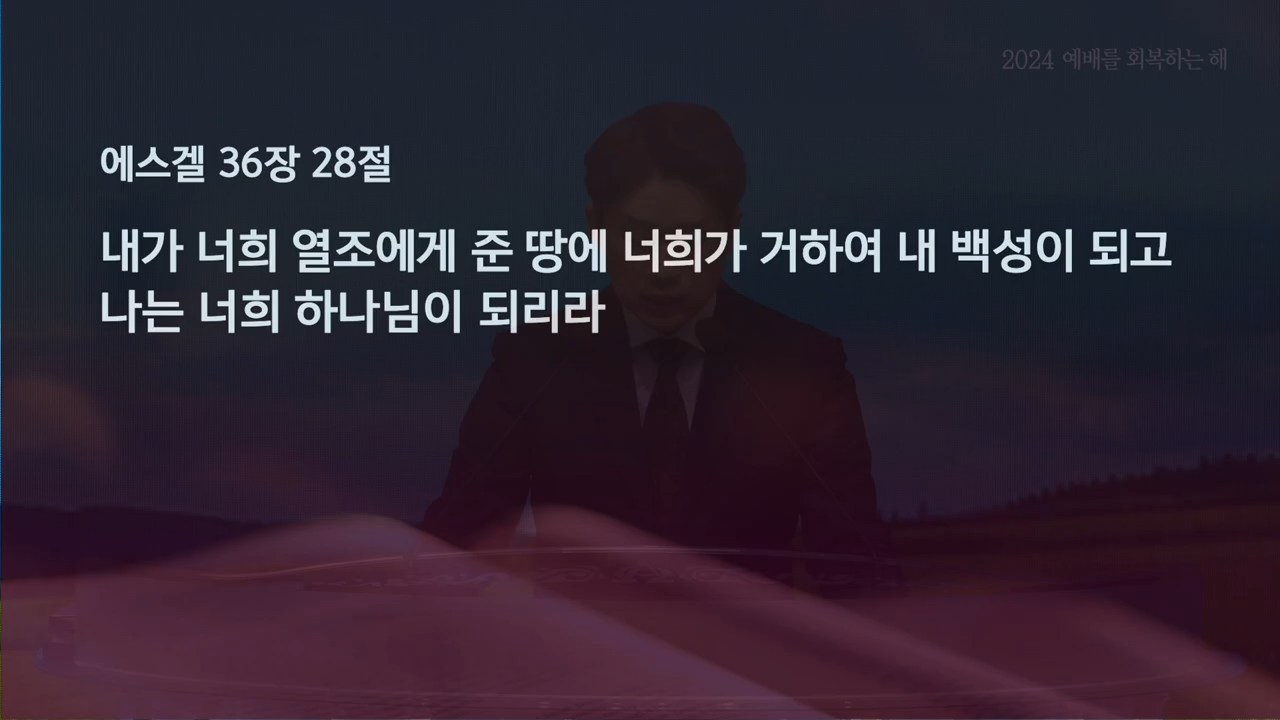 2024 예배를 회복하는 해
에스겔 36장 28절
내가 너희 열조에게 준 땅에 너희가 거하여 내 백성이 되고
나는 너희 하나님이 되리라